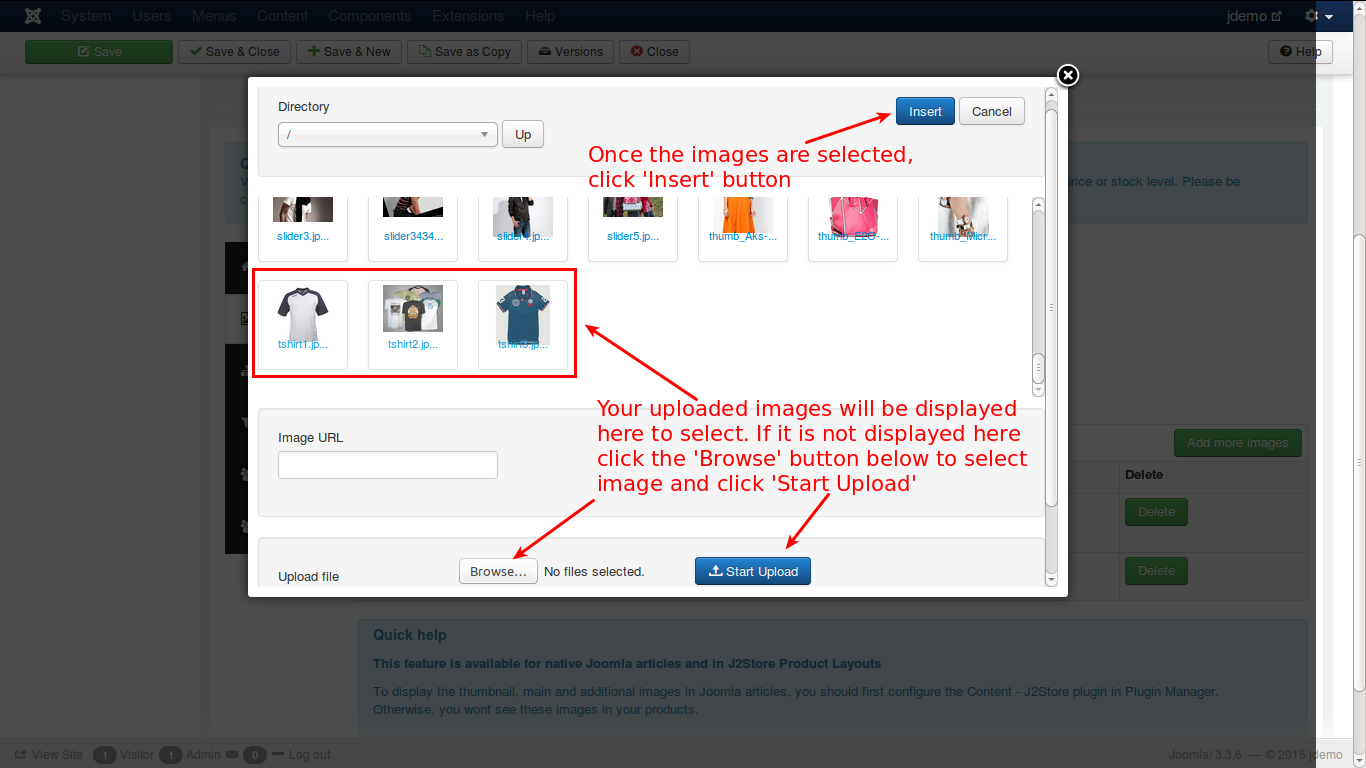 System Users Menus Content Components Extensions Help jdemo
Save Save & Close Save & New Save as Copy Versions Close Help
Directory
Insert Cancel
/ Up
Once the images are selected,
click 'Insert' button
price or stock level. Please be
slider3.jp... slider3434... slider4.jp... slider5.jp... thumb_Aks-... thumb_E2O-... thumb_Micr...
tshirt1.jp... tshirt2.jp... tshirt3.jp...
Your uploaded images will be displayed
here to select. If it is not displayed here
click the 'Browse' button below to select
image and click 'Start Upload'
Image URL
Add more Images
Delete
Delete
Delete
Upload file Browse... No files selected. Start Upload
Quick help
This feature is available for native Joomla articles and in J2Store Product Layouts
To display the thumbnail, main and additional images in Joomla articles, you should first configure the Content - J2Store plugin in Plugin Manager.
Otherwise, you wont see these images in your products.
View Site 1 Visitor 1 Admin 0 Log out Joomla! 3.3.6 — © 2015 jdemo